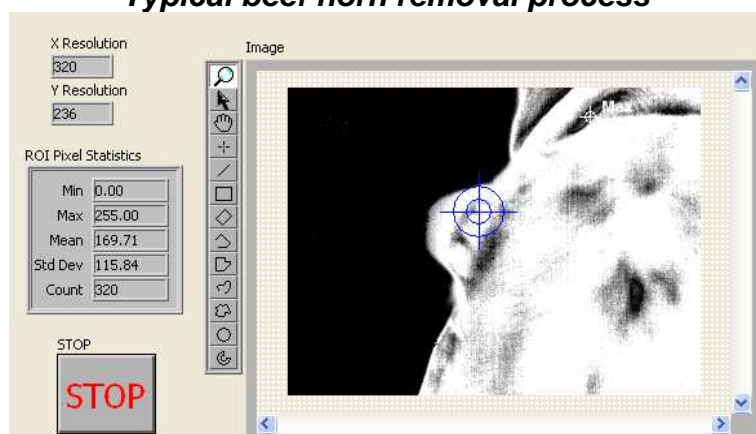 Typical beef horn removal process
X Resolution
320
Y Resolution
236
Image
ROI Pixel Statistics
Min 0.00
Max 255.00
Mean 169.71
Std Dev 115.84
Count 320
STOP
STOP